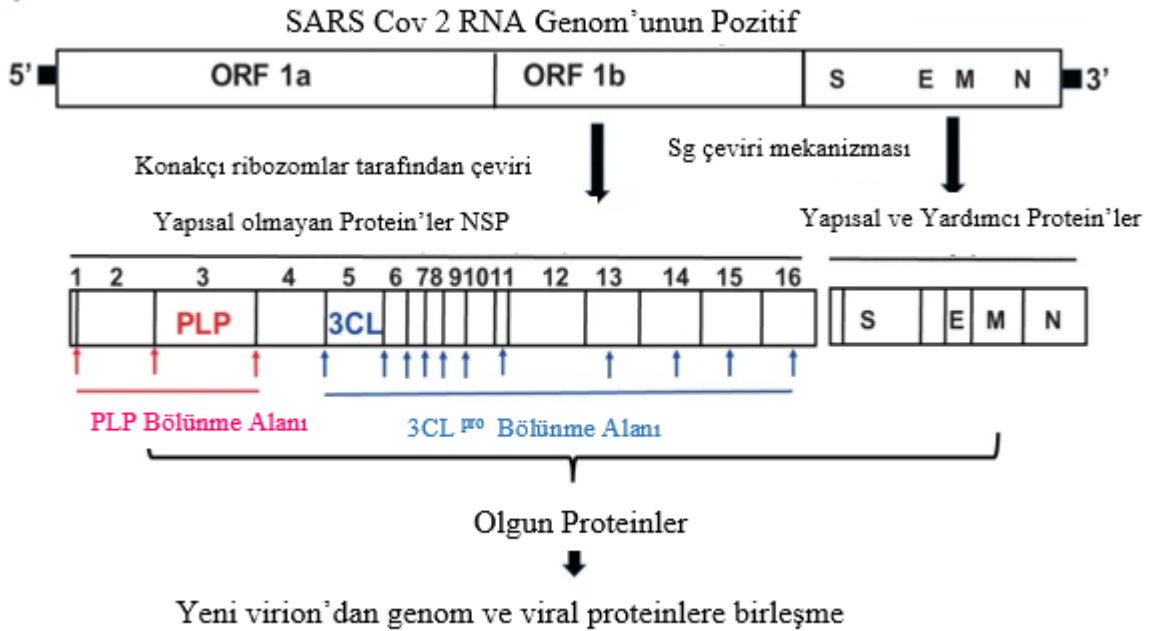 SARS Cov 2 RNA Genom’unun Pozitif
5’ ORF 1a ORF 1b S E M N 3’
Konakçı ribozomlar tarafından çeviri
Sg çeviri mekanizması
Yapısal olmayan Protein’ler NSP
Yapısal ve Yardımcı Protein’ler
1 2 3 4 5 6 7 8 9 10 11 12 13 14 15 16
PLP 3CL S E M N
PLP Bölünme Alanı
3CL pro Bölünme Alanı
Olgun Proteinler
Yeni virion’dan genom ve viral proteinlere birleşme